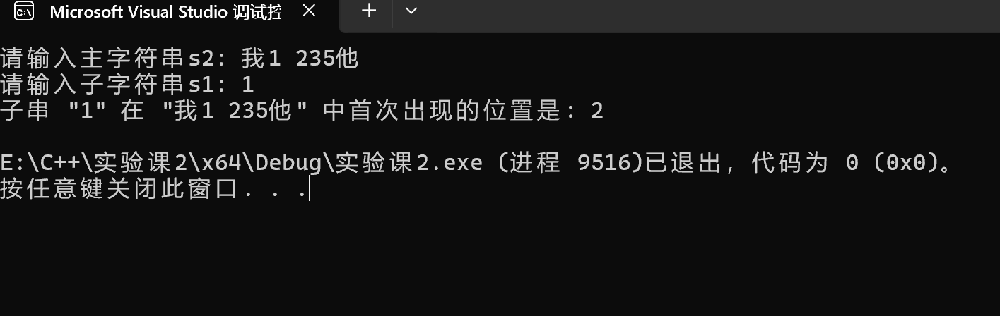 Microsoft Visual Studio 调试控
请输入主字符串s2: 我1 235他
请输入子字符串s1: 1
子串 "1" 在 "我1 235他" 中首次出现的位置是: 2
E:\C++\实验课2\x64\Debug\实验课2.exe (进程 9516)已退出，代码为 0 (0x0)。
按任意键关闭此窗口. . .